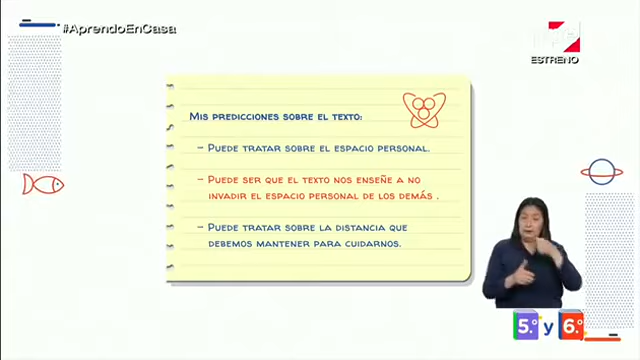 #AprendoEnCasa
ESTRENO
MIS PREDICCIONES SOBRE EL TEXTO:
– PUEDE TRATAR SOBRE EL ESPACIO PERSONAL.
– PUEDE SER QUE EL TEXTO NOS ENSEÑE A NO
INVADIR EL ESPACIO PERSONAL DE LOS DEMÁS .
– PUEDE TRATAR SOBRE LA DISTANCIA QUE
DEBEMOS MANTENER PARA CUIDARNOS.
5.º y 6.º